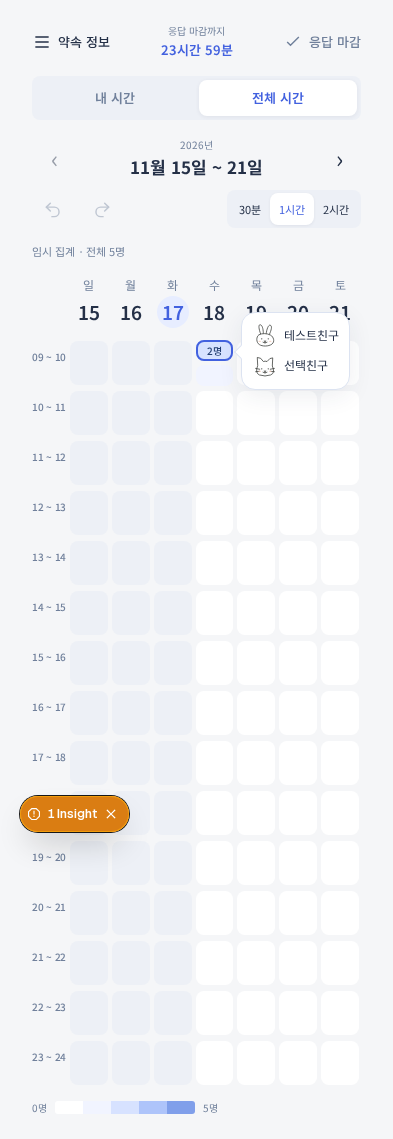 약속 정보
응답 마감까지
23시간 59분
응답 마감
내 시간
전체 시간
2026년
11월 15일 ~ 21일
30분
1시간
2시간
임시 집계 · 전체 5명
일 월 화 수 목 금 토
15 16 17 18 19 20 21
09 ~ 10
2명
테스트친구
선택친구
10 ~ 11
11 ~ 12
12 ~ 13
13 ~ 14
14 ~ 15
15 ~ 16
16 ~ 17
17 ~ 18
1 Insight
19 ~ 20
20 ~ 21
21 ~ 22
22 ~ 23
23 ~ 24
0명
5명